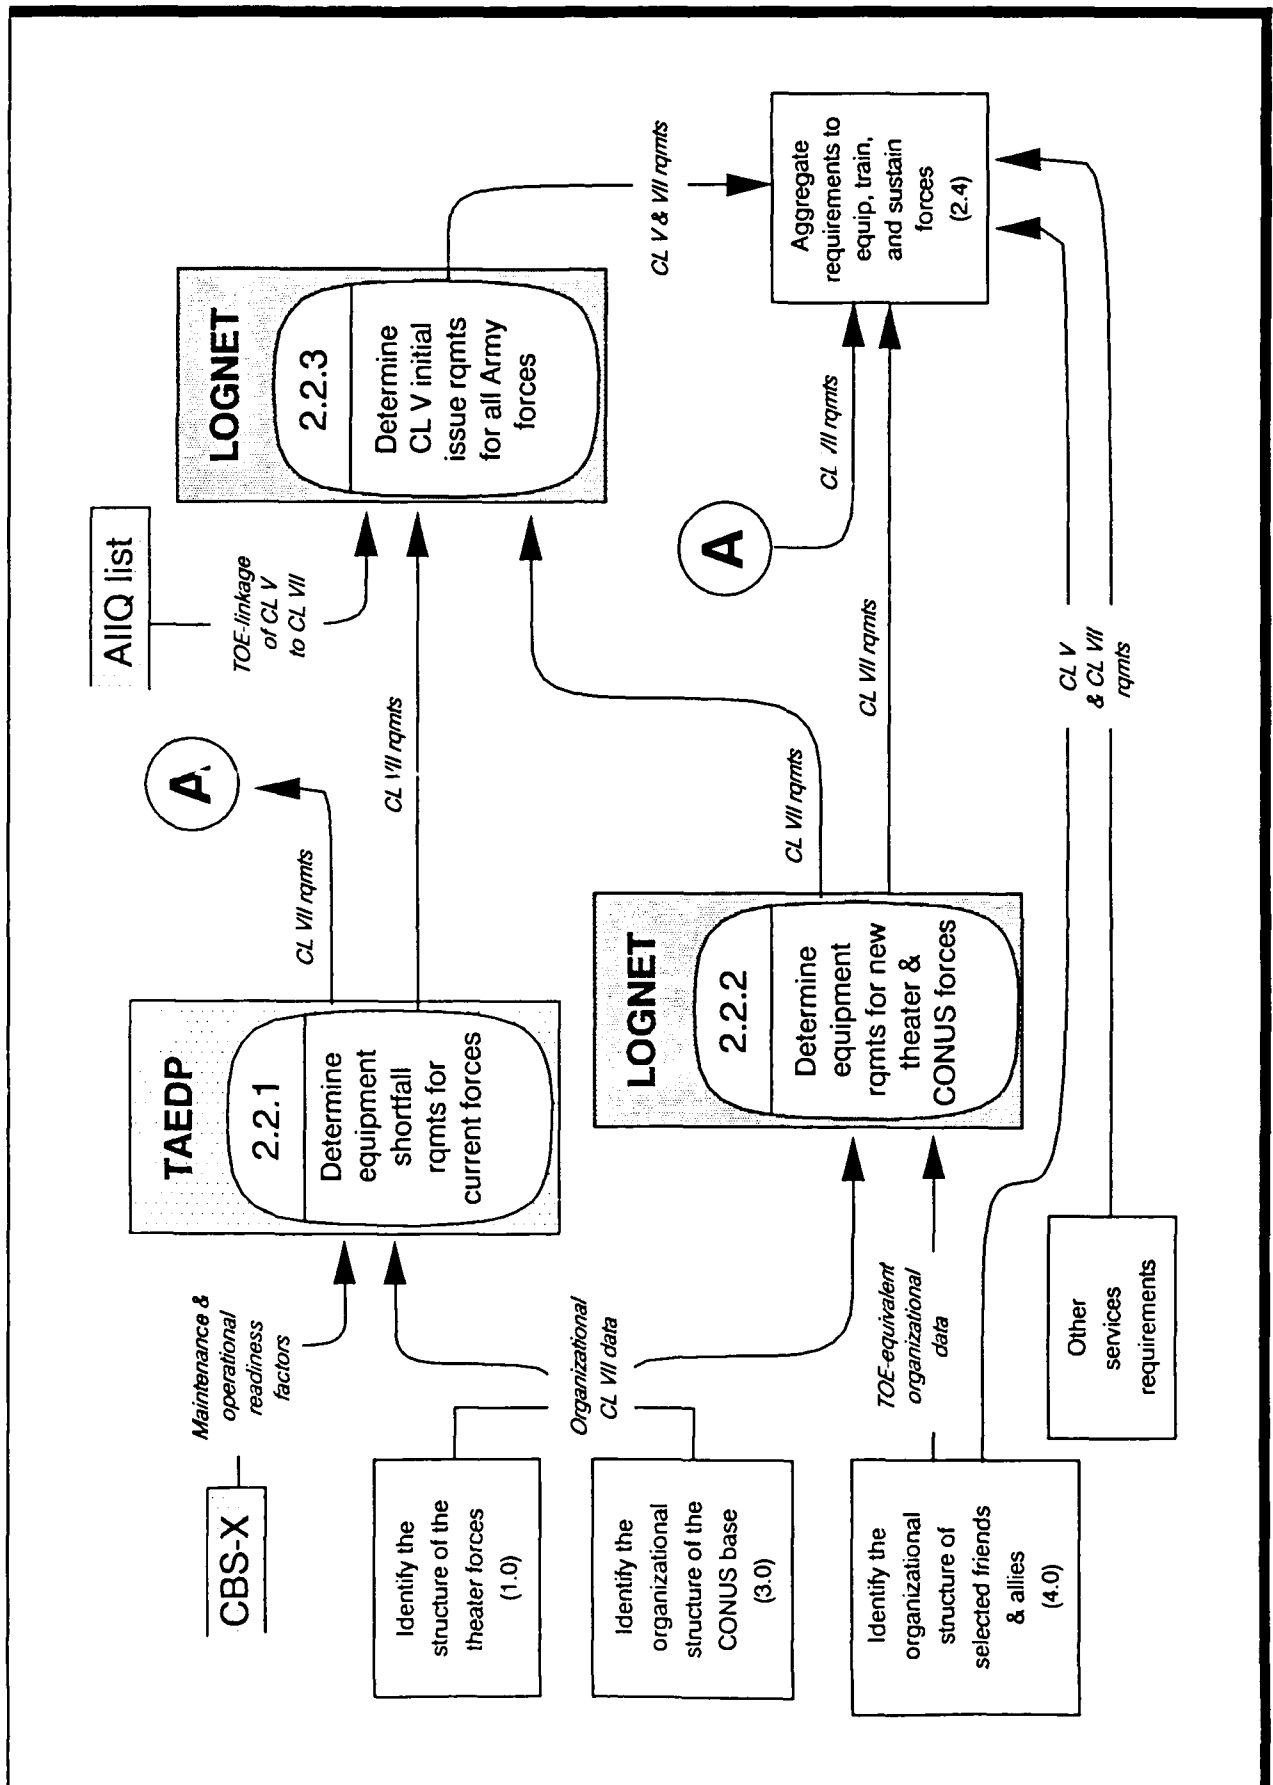 CBS-X
Maintenance &
operational
readiness
factors
TAEDP
2.2.1
Determine
equipment
shortfall
rqmts for
current forces
CL VII rqmts
A
CL VII rqmts
AIIQ list
TOE-linkage
of CL V
to CL VII
LOGNET
2.2.3
Determine
CL V initial
issue rqmts
for all Army
forces
CL V & VII rqmts
Identify the
structure of the
theater forces
(1.0)
Identify the
organizational
structure of the
CONUS base
(3.0)
Organizational
CL VII data
LOGNET
2.2.2
Determine
equipment
rqmts for new
theater &
CONUS forces
CL VII rqmts
CL VII rqmts
A
CL VII rqmts
Aggregate
requirements to
equip, train,
and sustain
forces
(2.4)
Identify the
organizational
structure of
selected friends
& allies
(4.0)
TOE-equivalent
organizational
data
Other
services
requirements
CL V
& CL VII
rqmts